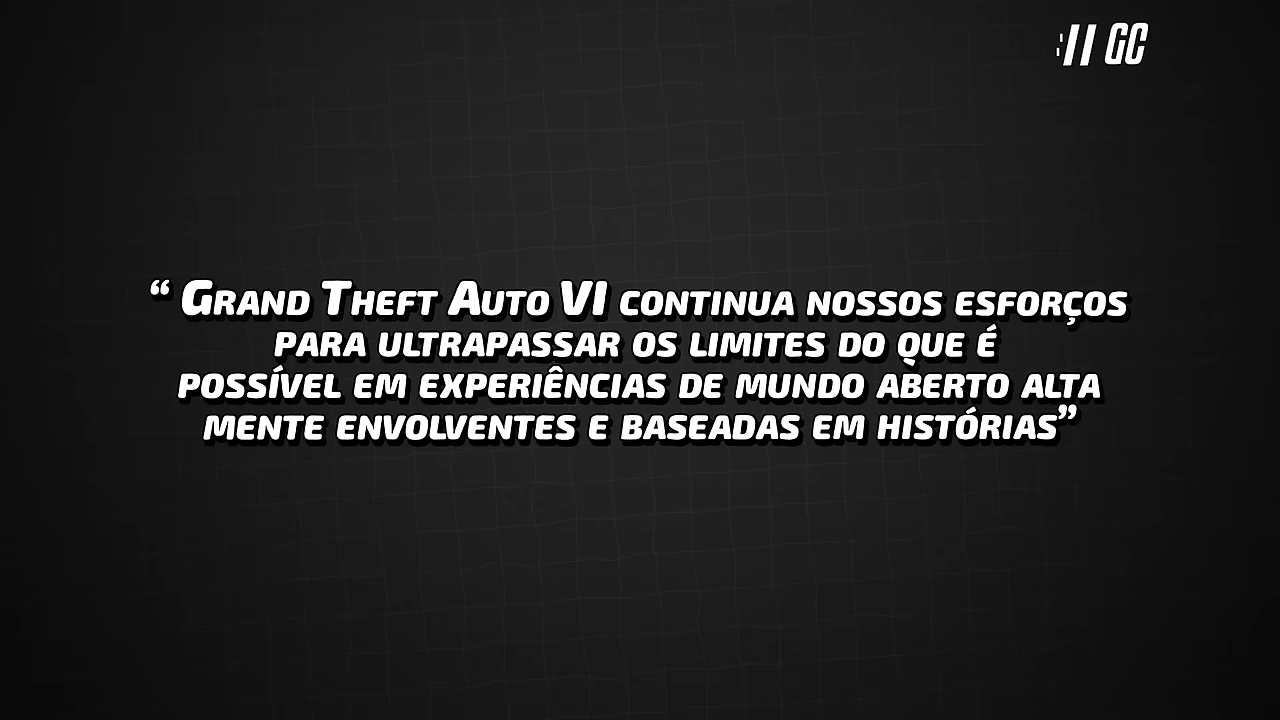 GC
“ Grand Theft Auto VI continua nossos esforços
para ultrapassar os limites do que é
possível em experiências de mundo aberto alta
mente envolventes e baseadas em histórias”